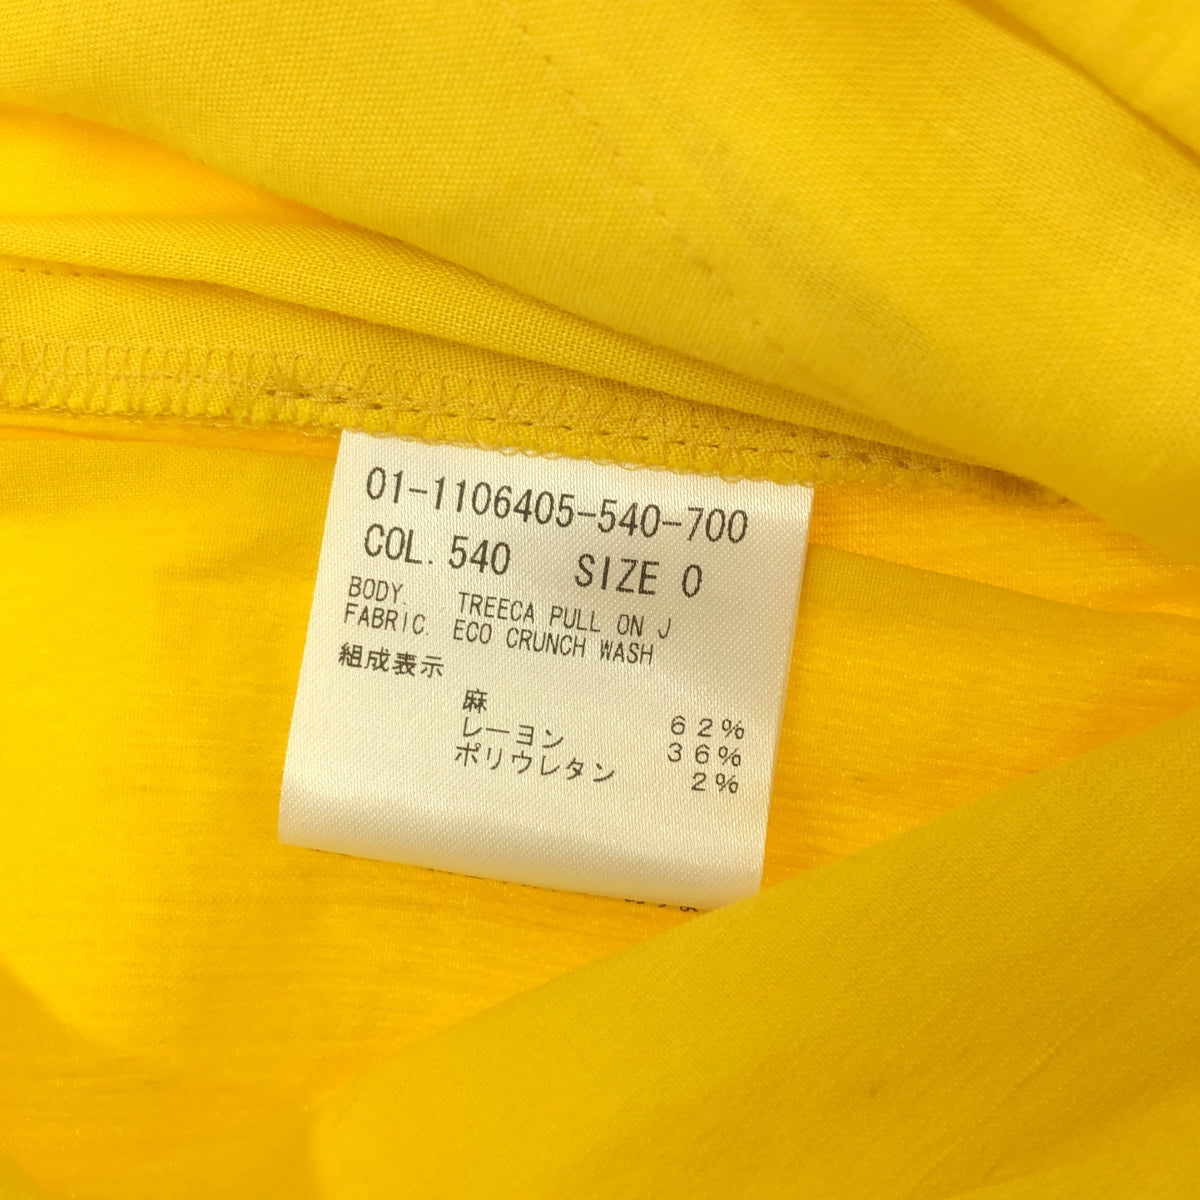 01-1106405-540-700
COL. 540 SIZE 0
BODY TREECA PULL ON J
FABRIC. ECO CRUNCH WASH
組成表示
麻 62%
レーヨン 36%
ポリウレタン 2%